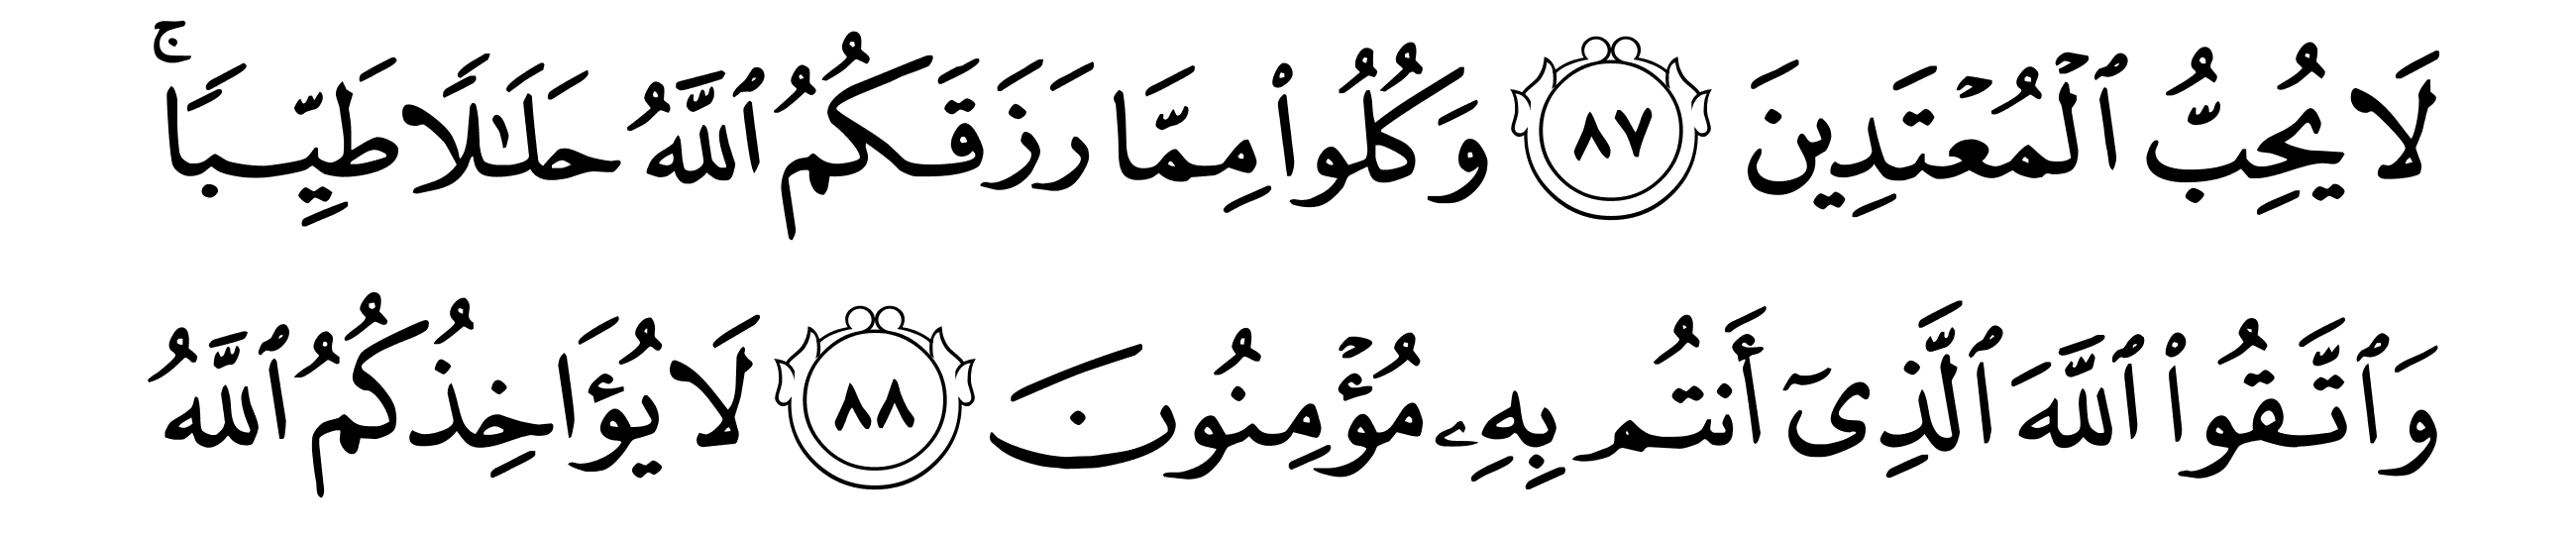 لَا يُحِبُّ ٱلْمُعْتَدِينَ ٨٧ وَكُلُوا۟ مِمَّا رَزَقَكُمُ ٱللَّهُ حَلَـٰلًا طَيِّبًا ۚ
وَٱتَّقُوا۟ ٱللَّهَ ٱلَّذِىٓ أَنتُم بِهِۦ مُؤْمِنُونَ ٨٨ لَا يُؤَاخِذُكُمُ ٱللَّهُ